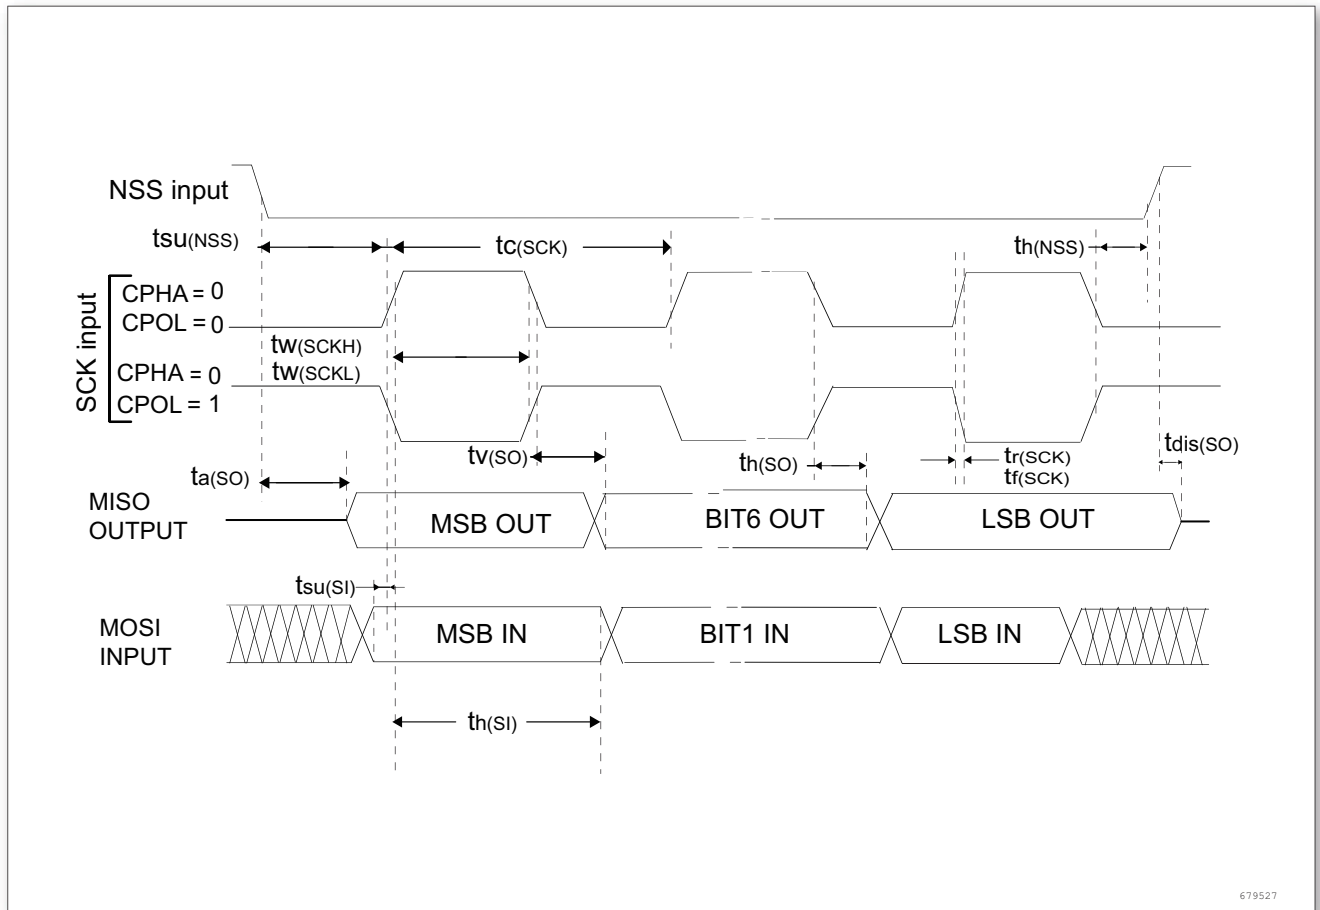 NSS input
tsu(NSS)
tc(SCK)
th(NSS)
SCK input
CPHA = 0
CPOL = 0
tw(SCKH)
CPHA = 0
tw(SCKL)
CPOL = 1
tv(SO)
th(SO)
tr(SCK)
tf(SCK)
tdis(SO)
ta(SO)
MISO
OUTPUT
MSB OUT
BIT6 OUT
LSB OUT
tsu(SI)
MOSI
INPUT
MSB IN
BIT1 IN
LSB IN
th(SI)
679527